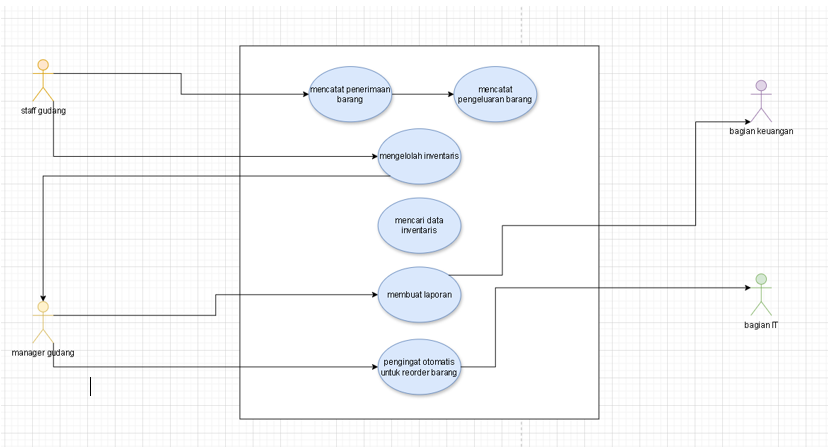 staff gudang
mencatat penerimaan
barang
mencatat
pengeluaran barang
bagian keuangan
mengelolah inventaris
mencari data
inventaris
membuat laporan
bagian IT
manager gudang
pengingat otomatis
untuk reorder barang